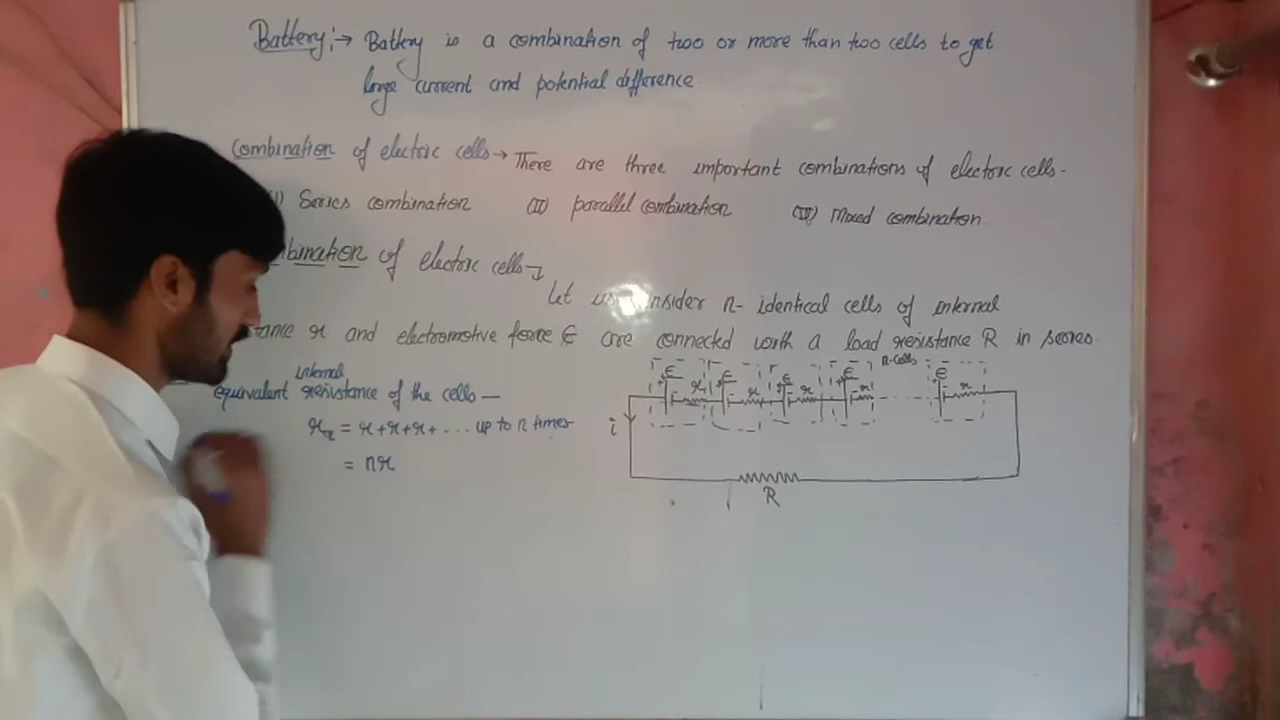 Battery :→ Battery is a combination of two or more than two cells to get
large current and potential difference
Combination of electric cells → There are three important combinations of electric cells-
(I) Series combination (II) parallel combination (III) Mixed combination
of electric cells
Let us consider n- identical cells of internal
r and electromotive force E are connected with a load resistance R in series.
equivalent internal resistance of the cells —
= r+r+r+ ... up to n times
= nr
E E E E n-cells E
r r r r r
i
R